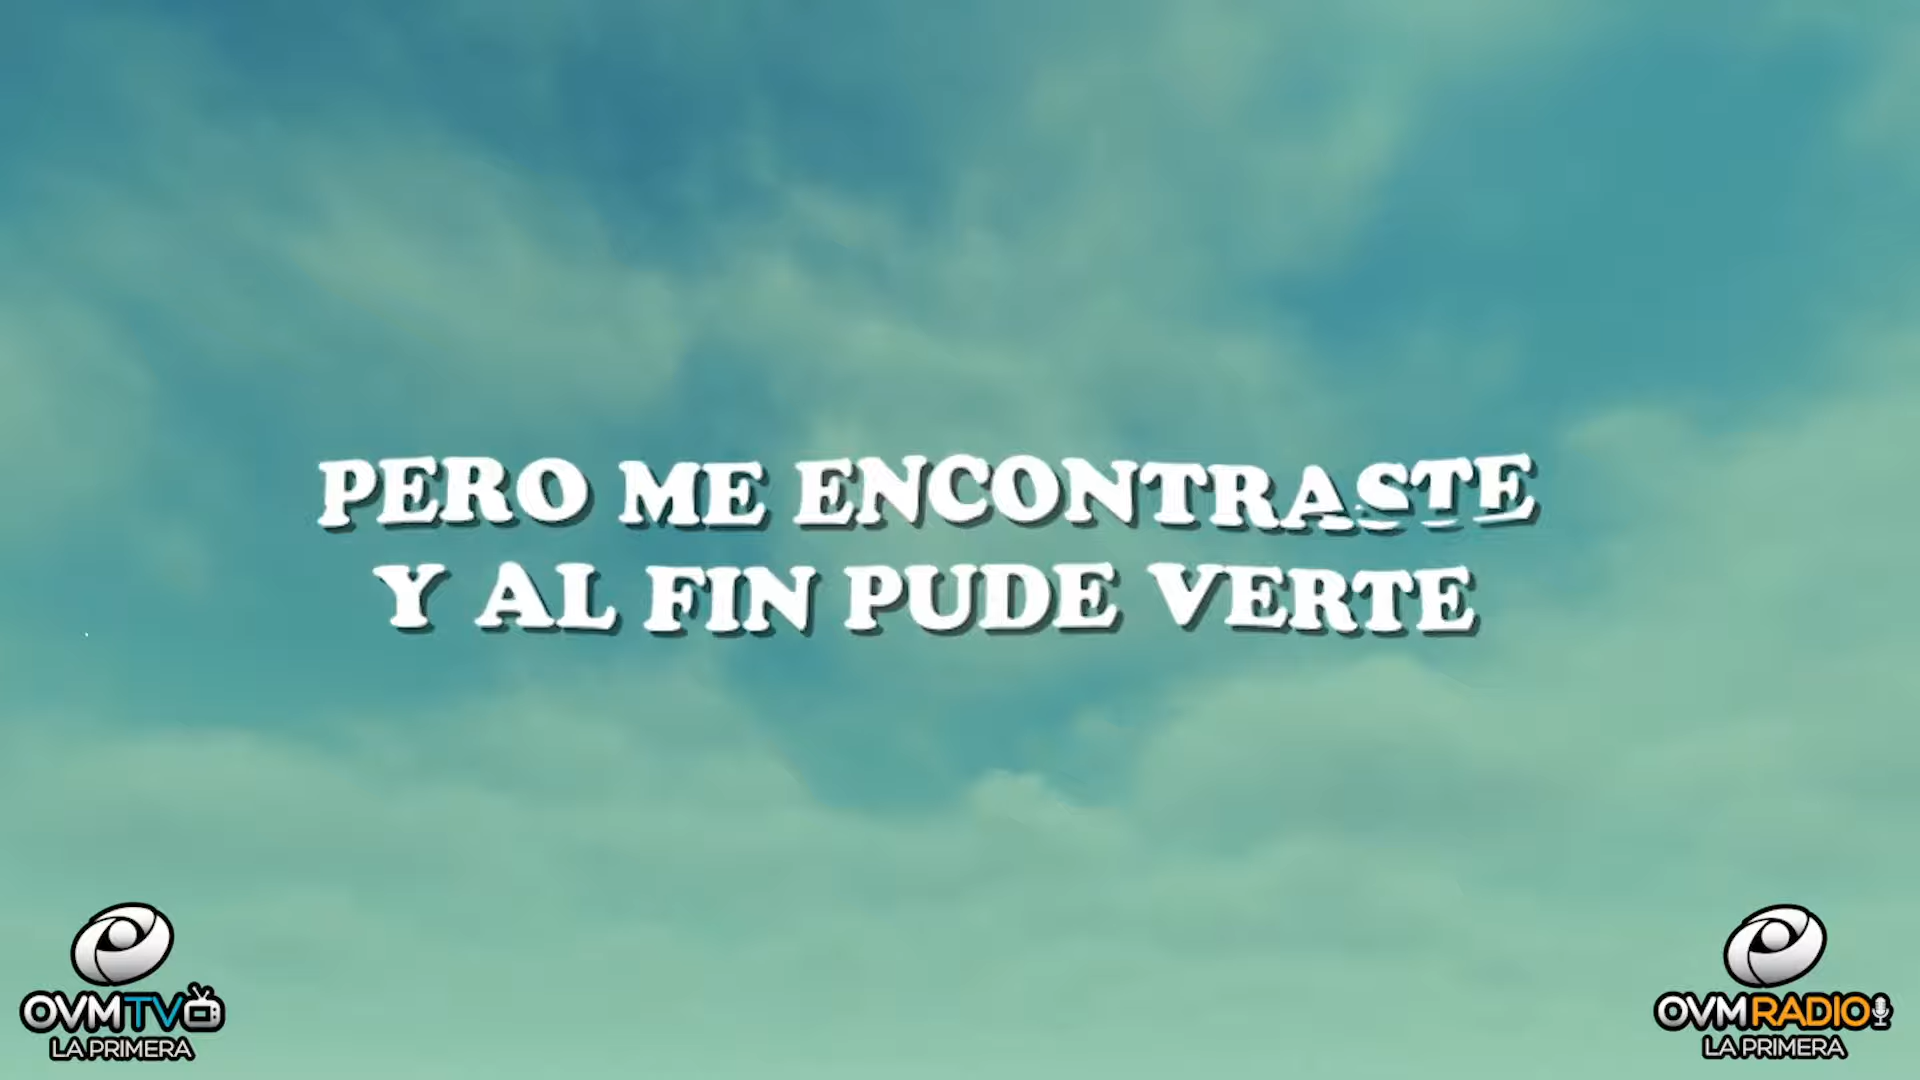 PERO ME ENCONTRASTE
Y AL FIN PUDE VERTE
OVMTV
LA PRIMERA
OVMRADIO
LA PRIMERA